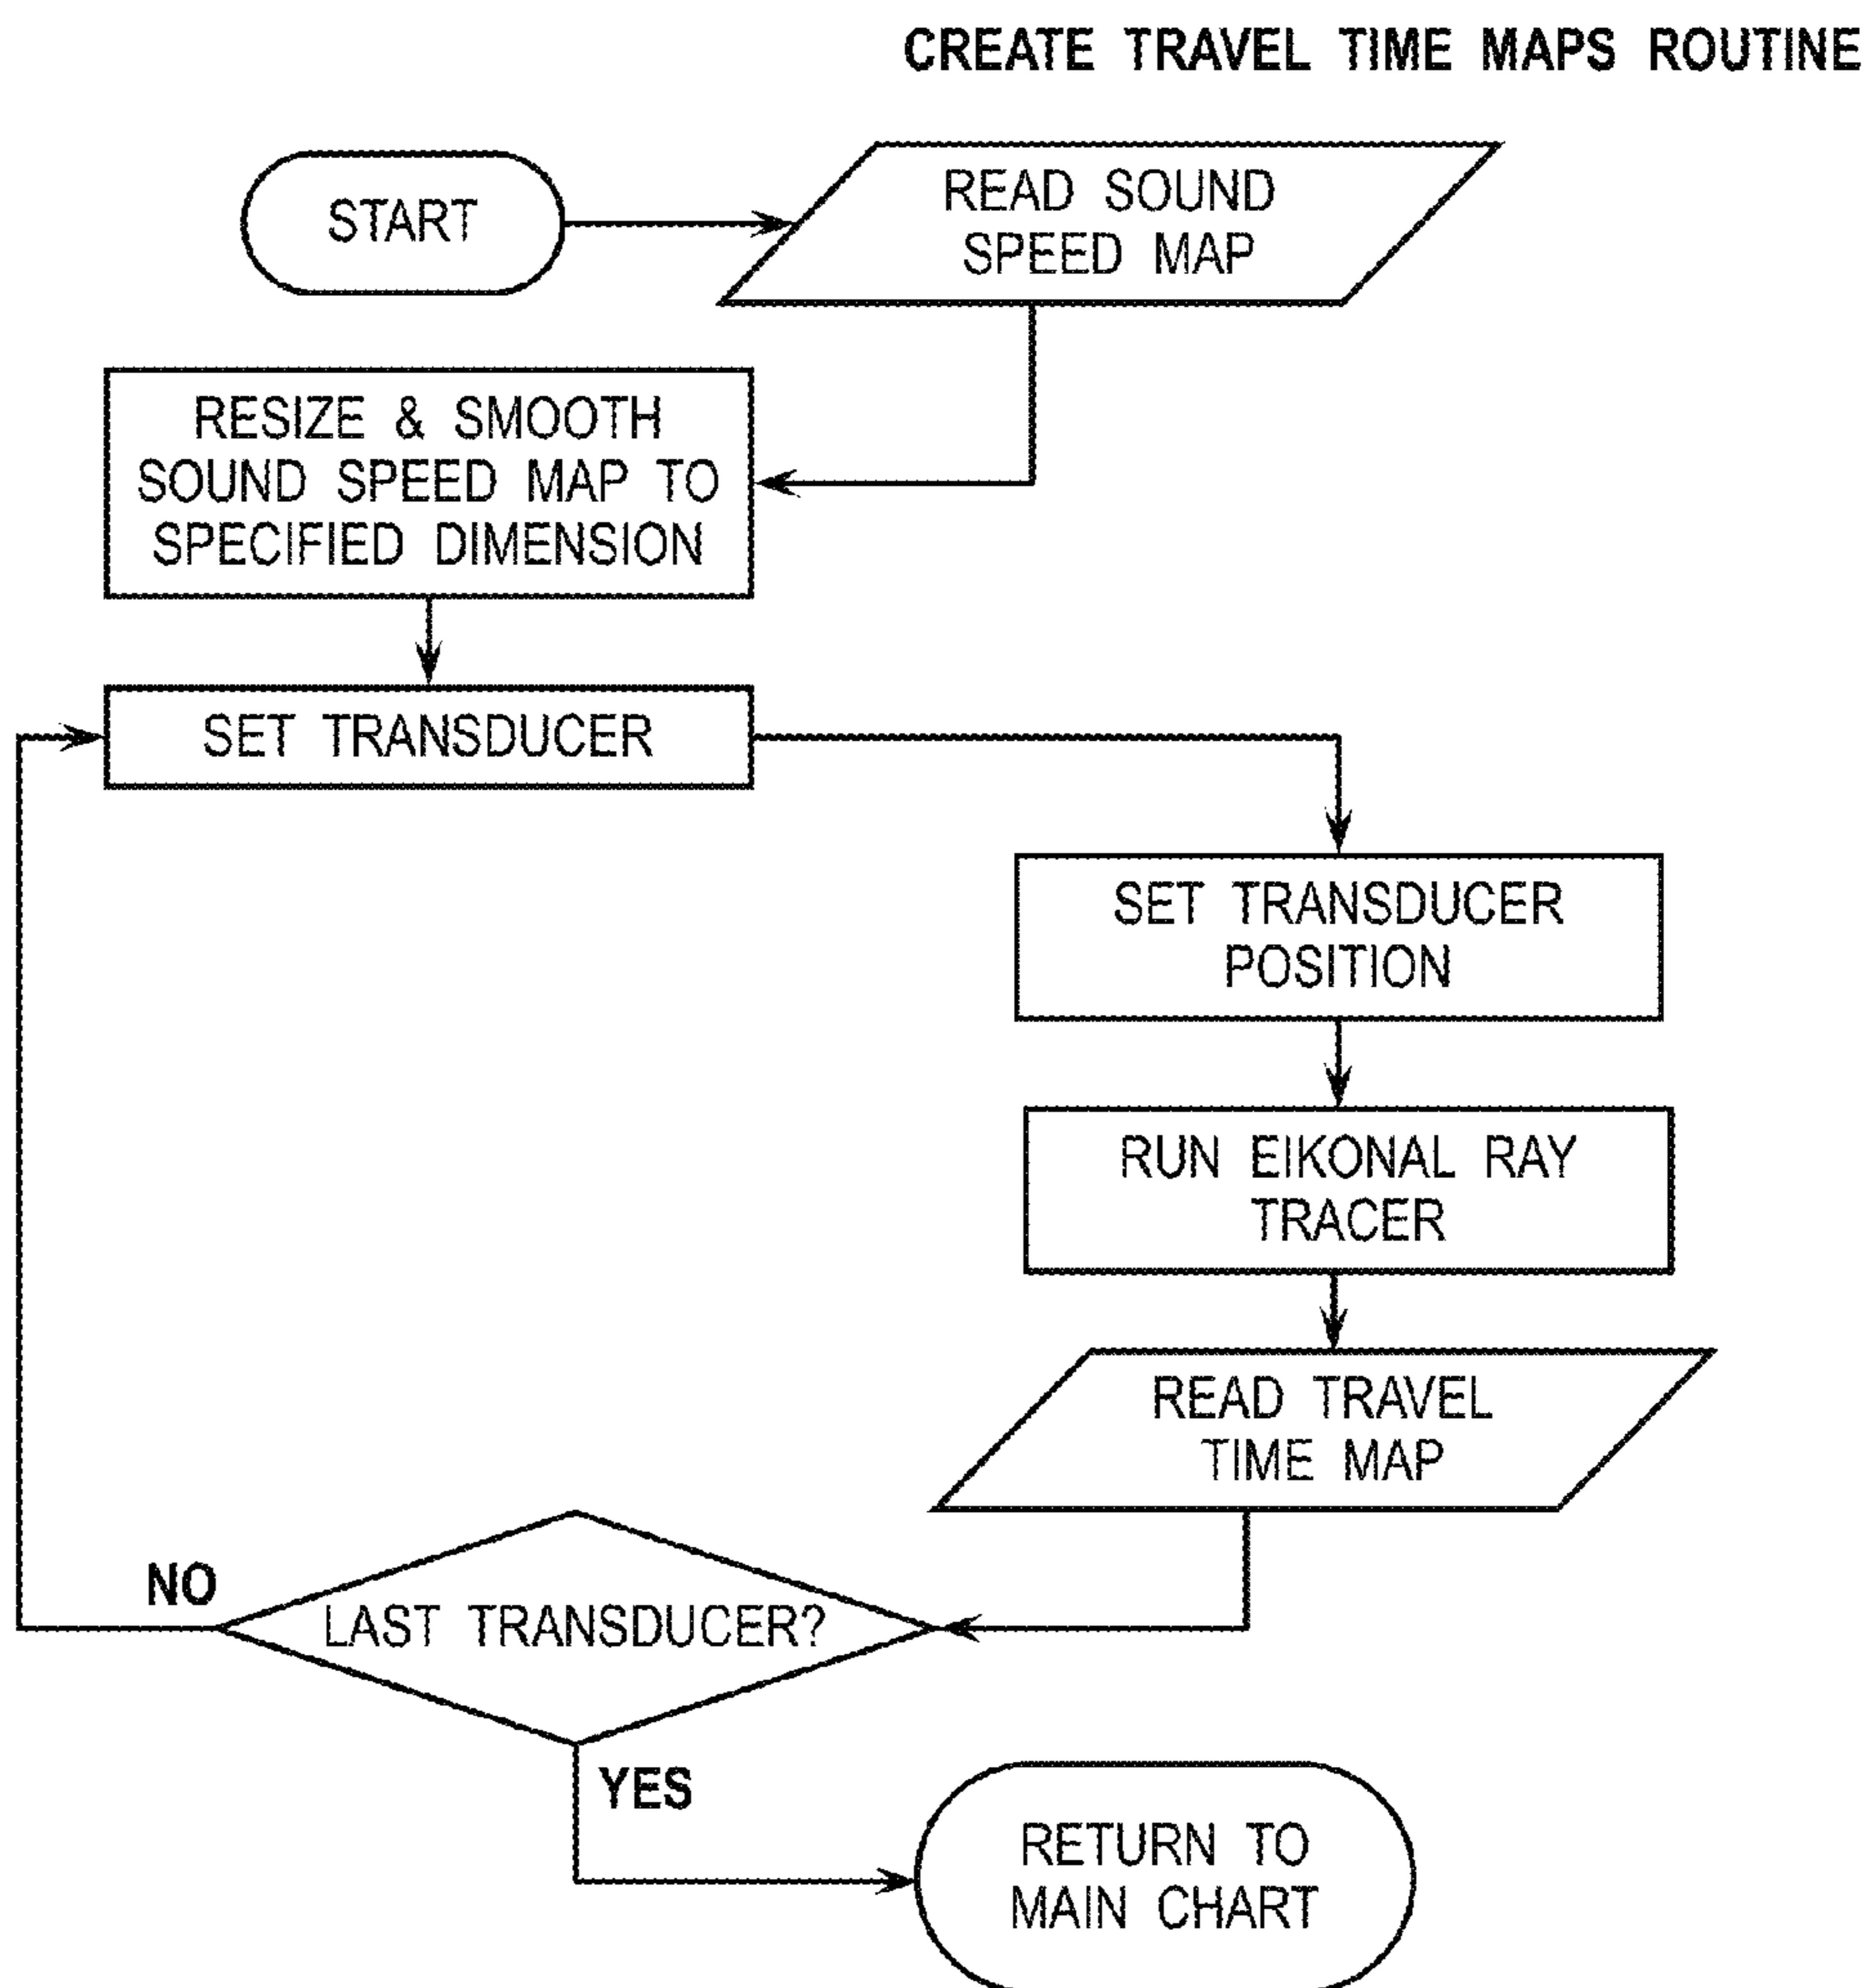 CREATE TRAVEL TIME MAPS ROUTINE
START
READ SOUND
SPEED MAP
RESIZE & SMOOTH
SOUND SPEED MAP TO
SPECIFIED DIMENSION
SET TRANSDUCER
SET TRANSDUCER
POSITION
RUN EIKONAL RAY
TRACER
READ TRAVEL
TIME MAP
NO
LAST TRANSDUCER?
YES
RETURN TO
MAIN CHART